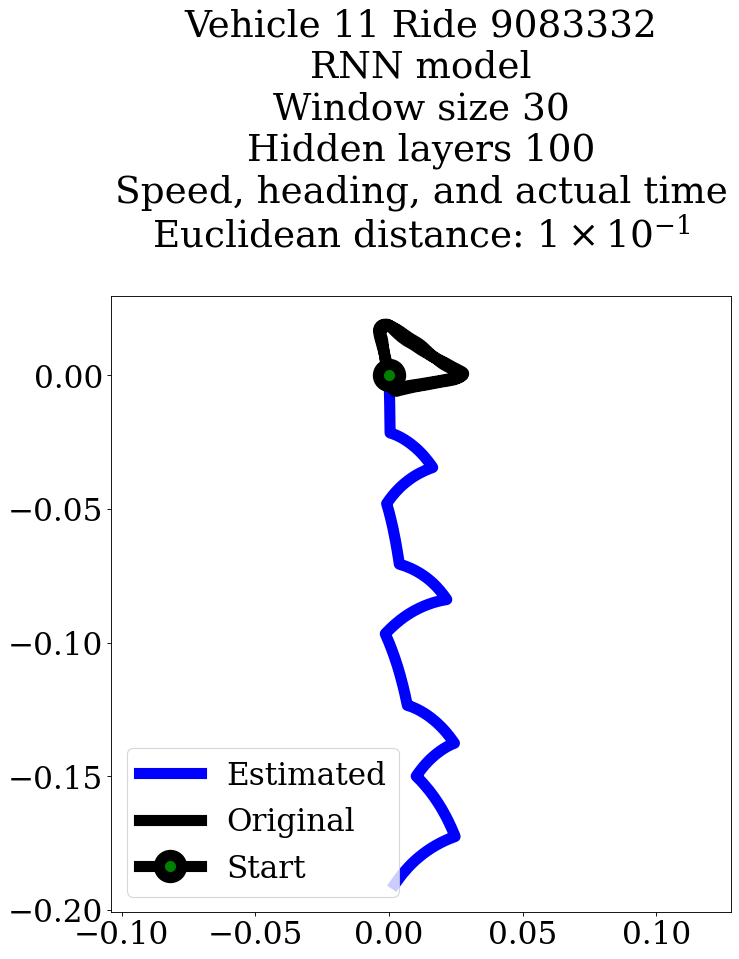 Vehicle 11 Ride 9083332
RNN model
Window size 30
Hidden layers 100
Speed, heading, and actual time
Euclidean distance: 1 × 10⁻¹
0.00
−0.05
−0.10
−0.15
−0.20
Estimated
Original
Start
−0.10 −0.05 0.00 0.05 0.10